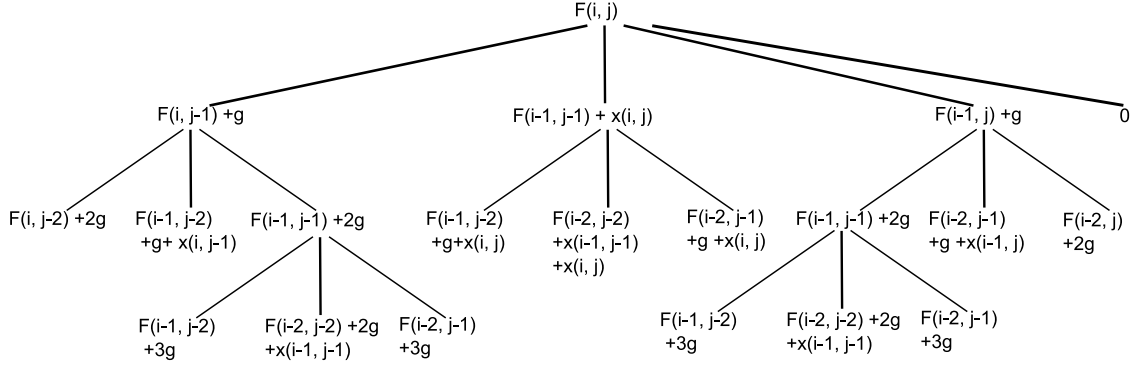 F(i, j)
F(i, j-1) +g
F(i-1, j-1) + x(i, j)
F(i-1, j) +g
0
F(i, j-2) +2g
F(i-1, j-2)
+g+ x(i, j-1)
F(i-1, j-1) +2g
F(i-1, j-2)
+g+x(i, j)
F(i-2, j-2)
+x(i-1, j-1)
+x(i, j)
F(i-2, j-1)
+g +x(i, j)
F(i-1, j-1) +2g
F(i-2, j-1)
+g +x(i-1, j)
F(i-2, j)
+2g
F(i-1, j-2)
+3g
F(i-2, j-2) +2g
+x(i-1, j-1)
F(i-2, j-1)
+3g
F(i-1, j-2)
+3g
F(i-2, j-2) +2g
+x(i-1, j-1)
F(i-2, j-1)
+3g